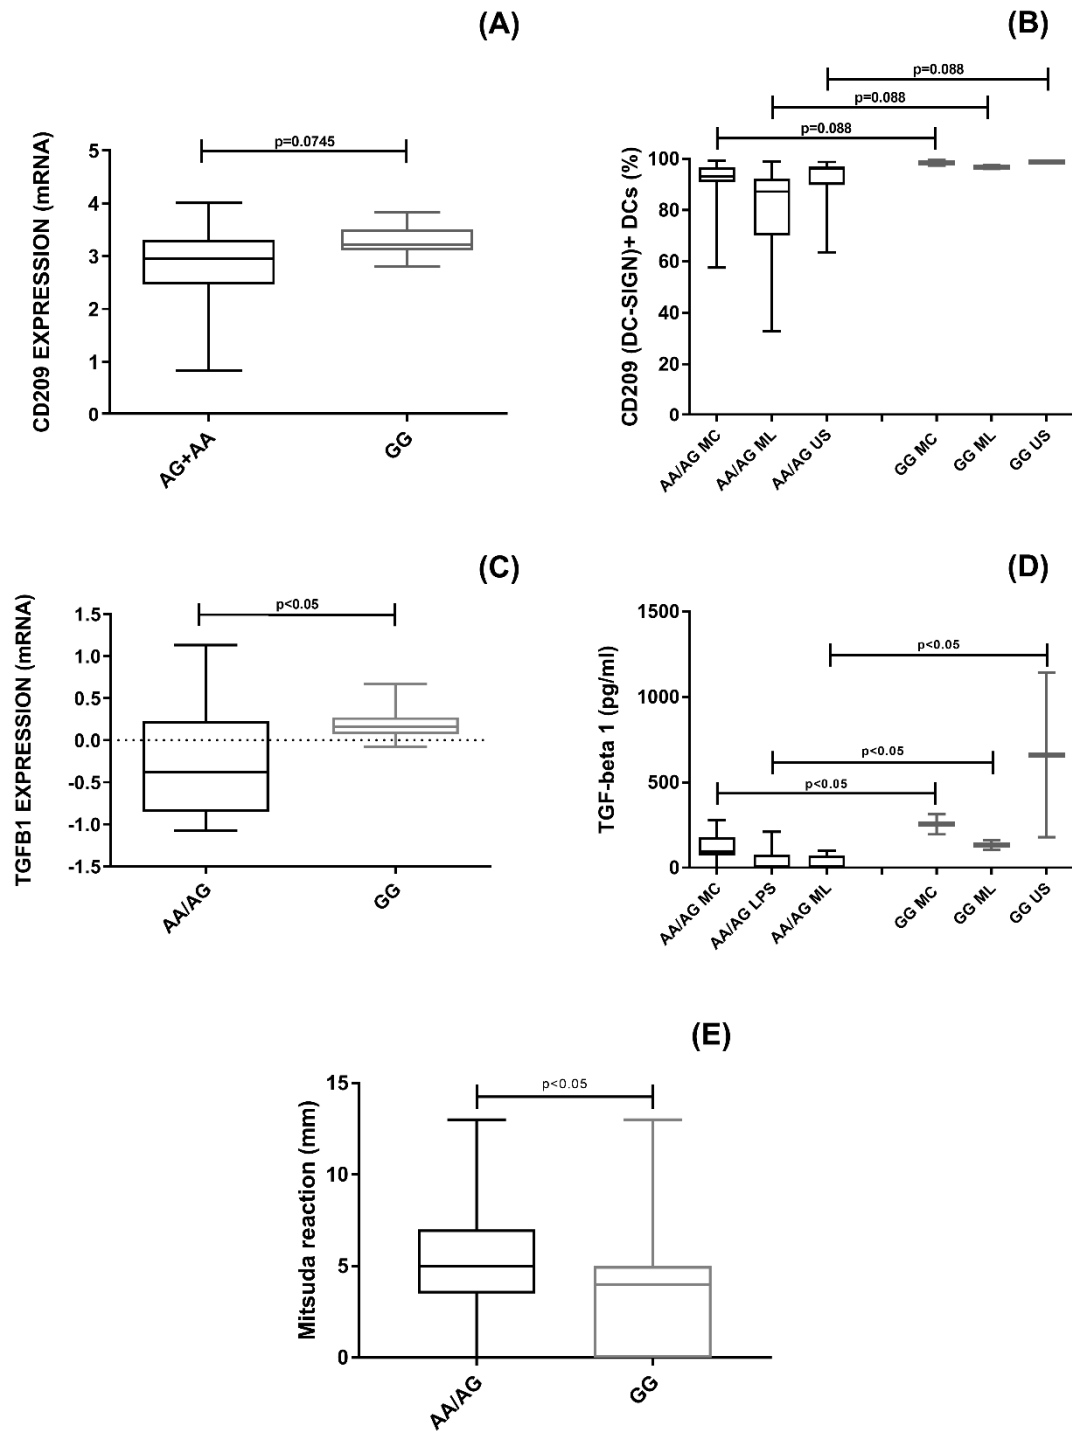 (A)
CD209 EXPRESSION (mRNA)
p=0.0745
5
4
3
2
1
0
AG+AA
GG
(B)
CD209 (DC-SIGN)+ DCs (%)
p=0.088
p=0.088
p=0.088
100
80
60
40
20
0
AA/AG MC
AA/AG ML
AA/AG US
GG MC
GG ML
GG US
(C)
TGFB1 EXPRESSION (mRNA)
p<0.05
1.5
1.0
0.5
0.0
-0.5
-1.0
-1.5
AA/AG
GG
(D)
TGF-beta 1 (pg/ml)
1500
1000
500
0
p<0.05
p<0.05
p<0.05
AA/AG MC
AA/AG LPS
AA/AG ML
GG MC
GG ML
GG US
(E)
Mitsuda reaction (mm)
p<0.05
15
10
5
0
AA/AG
GG